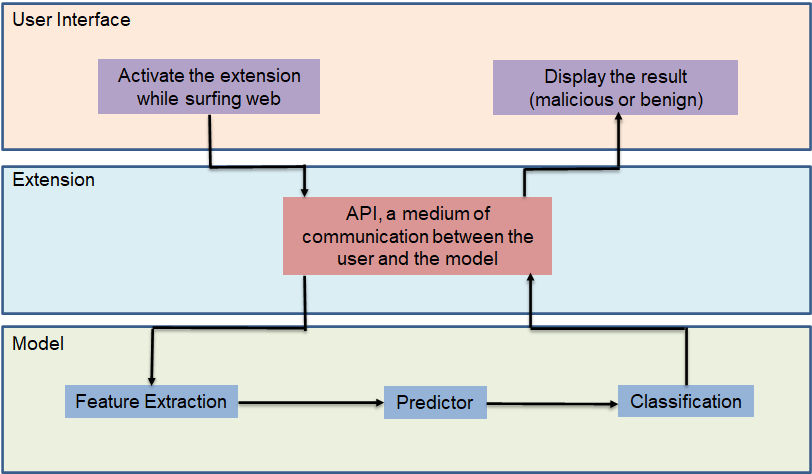 User Interface
Activate the extension
while surfing web
Display the result
(malicious or benign)
Extension
API, a medium of
communication between the
user and the model
Model
Feature Extraction
Predictor
Classification